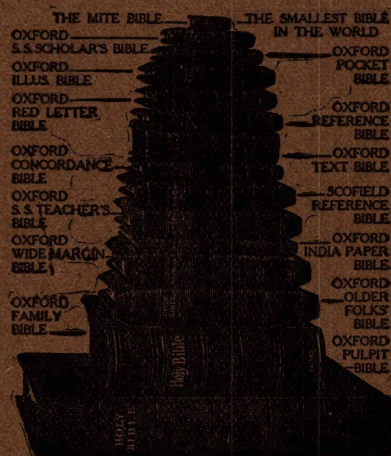 THE MITE BIBLE
THE SMALLEST BIBLE
IN THE WORLD
OXFORD
S.S. SCHOLAR'S BIBLE
OXFORD
ILLUS. BIBLE
OXFORD
RED LETTER
BIBLE
OXFORD
CONCORDANCE
BIBLE
OXFORD
S.S. TEACHER'S
BIBLE
OXFORD
WIDE MARGIN
BIBLE
OXFORD
FAMILY
BIBLE
OXFORD
POCKET
BIBLE
OXFORD
REFERENCE
BIBLE
OXFORD
TEXT BIBLE
SCOFIELD
REFERENCE
BIBLE
OXFORD
INDIA PAPER
BIBLE
OXFORD
OLDER
FOLKS'
BIBLE
OXFORD
PULPIT
BIBLE
Holy Bible
HOLY
BIBLE